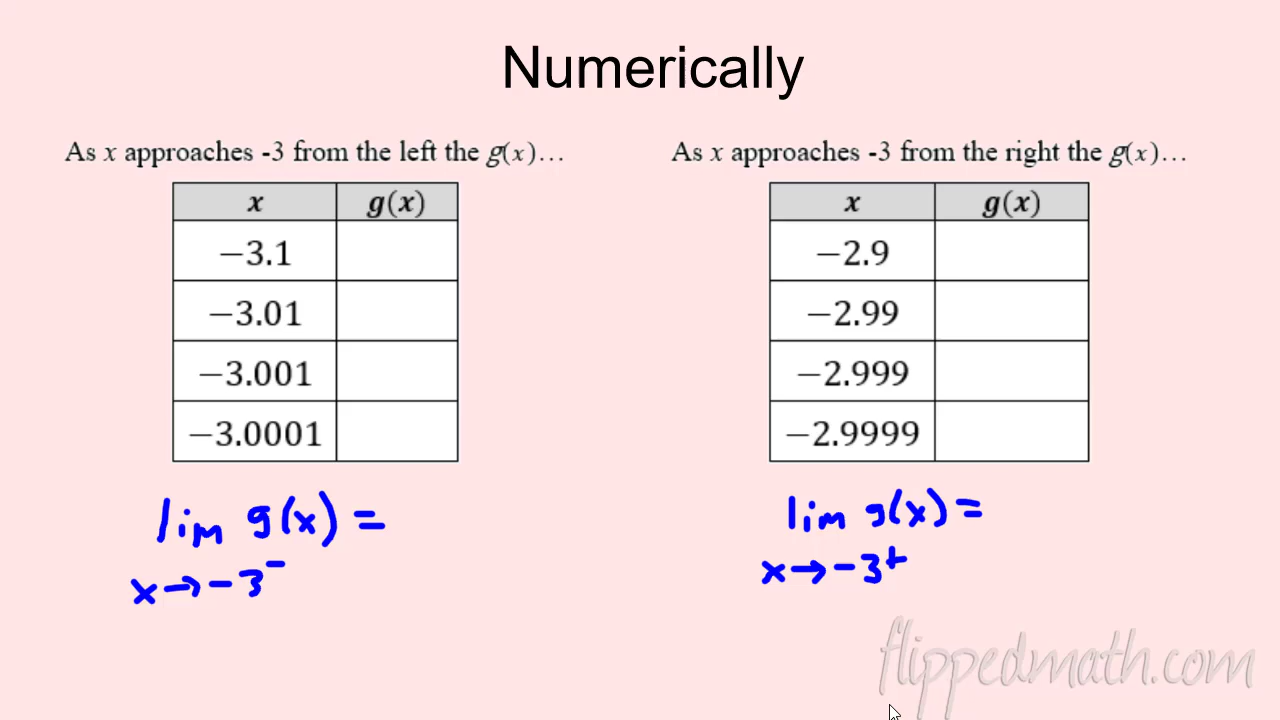 Numerically
As x approaches -3 from the left the g(x)…
x g(x)
−3.1
−3.01
−3.001
−3.0001
lim g(x) =
x → −3⁻
As x approaches -3 from the right the g(x)…
x g(x)
−2.9
−2.99
−2.999
−2.9999
lim g(x) =
x → −3⁺
flippedmath.com